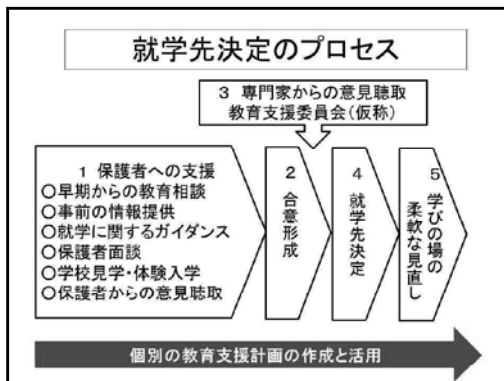 就学先決定のプロセス
3 専門家からの意見聴取
教育支援委員会(仮称)
1 保護者への支援
○早期からの教育相談
○事前の情報提供
○就学に関するガイダンス
○保護者面談
○学校見学・体験入学
○保護者からの意見聴取
2
合意形成
4
就学先決定
5
学びの場の
柔軟な見直し
個別の教育支援計画の作成と活用